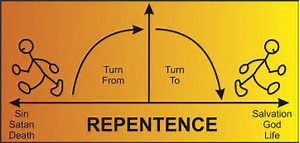 Turn
From
Turn
To
Sin
Satan
Death
REPENTENCE
Salvation
God
Life